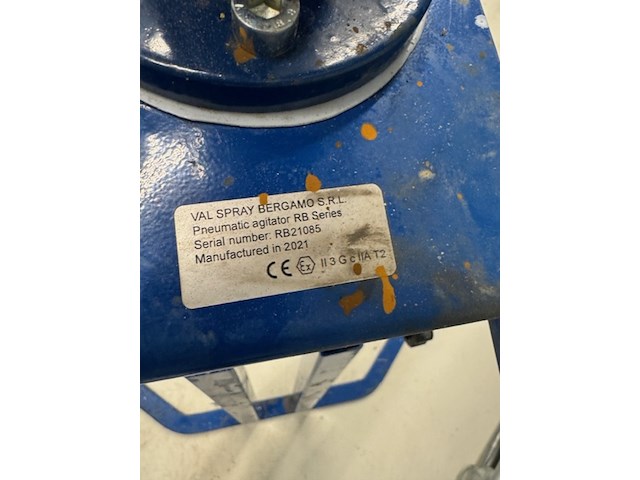 VAL SPRAY BERGAMO S.R.L.
Pneumatic agitator RB Series
Serial number: RB21085
Manufactured in 2021
CE Ex II 3 G c IIA T2